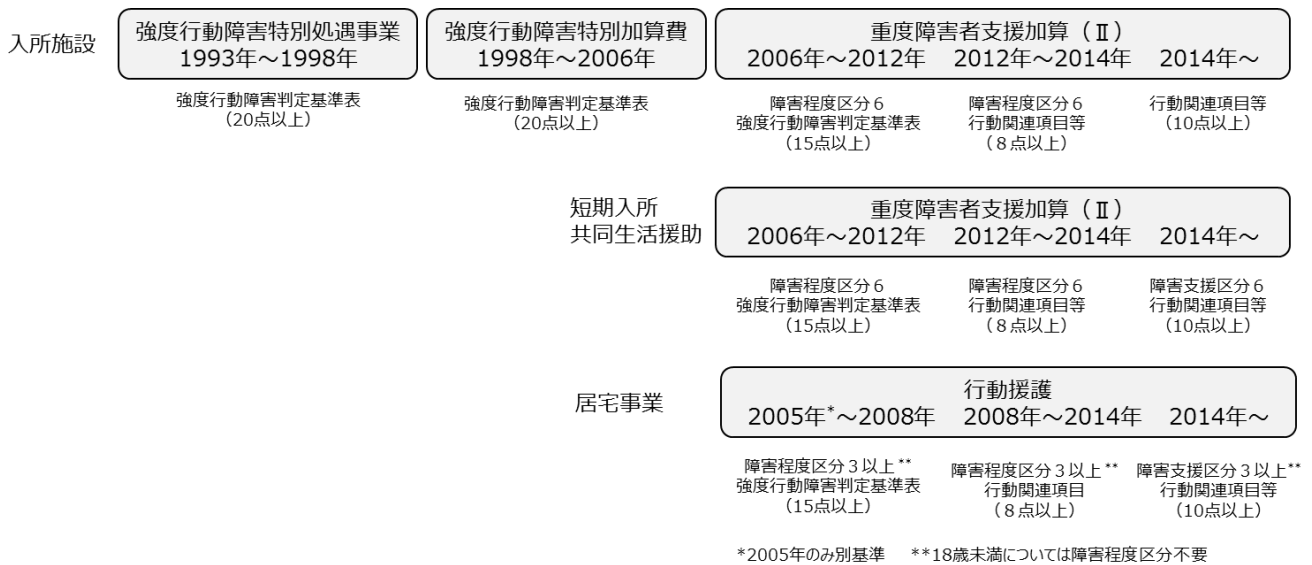 入所施設
強度行動障害特別処遇事業
1993年～1998年
強度行動障害判定基準表
(20点以上)
強度行動障害特別加算費
1998年～2006年
強度行動障害判定基準表
(20点以上)
重度障害者支援加算（Ⅱ）
2006年～2012年 2012年～2014年 2014年～
障害程度区分６
強度行動障害判定基準表
(15点以上)
障害程度区分６
行動関連項目等
(８点以上)
行動関連項目等
(10点以上)
短期入所
共同生活援助
重度障害者支援加算（Ⅱ）
2006年～2012年 2012年～2014年 2014年～
障害程度区分６
強度行動障害判定基準表
(15点以上)
障害程度区分６
行動関連項目等
(８点以上)
障害支援区分６
行動関連項目等
(10点以上)
居宅事業
行動援護
2005年*～2008年 2008年～2014年 2014年～
障害程度区分３以上**
強度行動障害判定基準表
(15点以上)
障害程度区分３以上**
行動関連項目
(８点以上)
障害支援区分３以上**
行動関連項目等
(10点以上)
*2005年のみ別基準 **18歳未満については障害程度区分不要